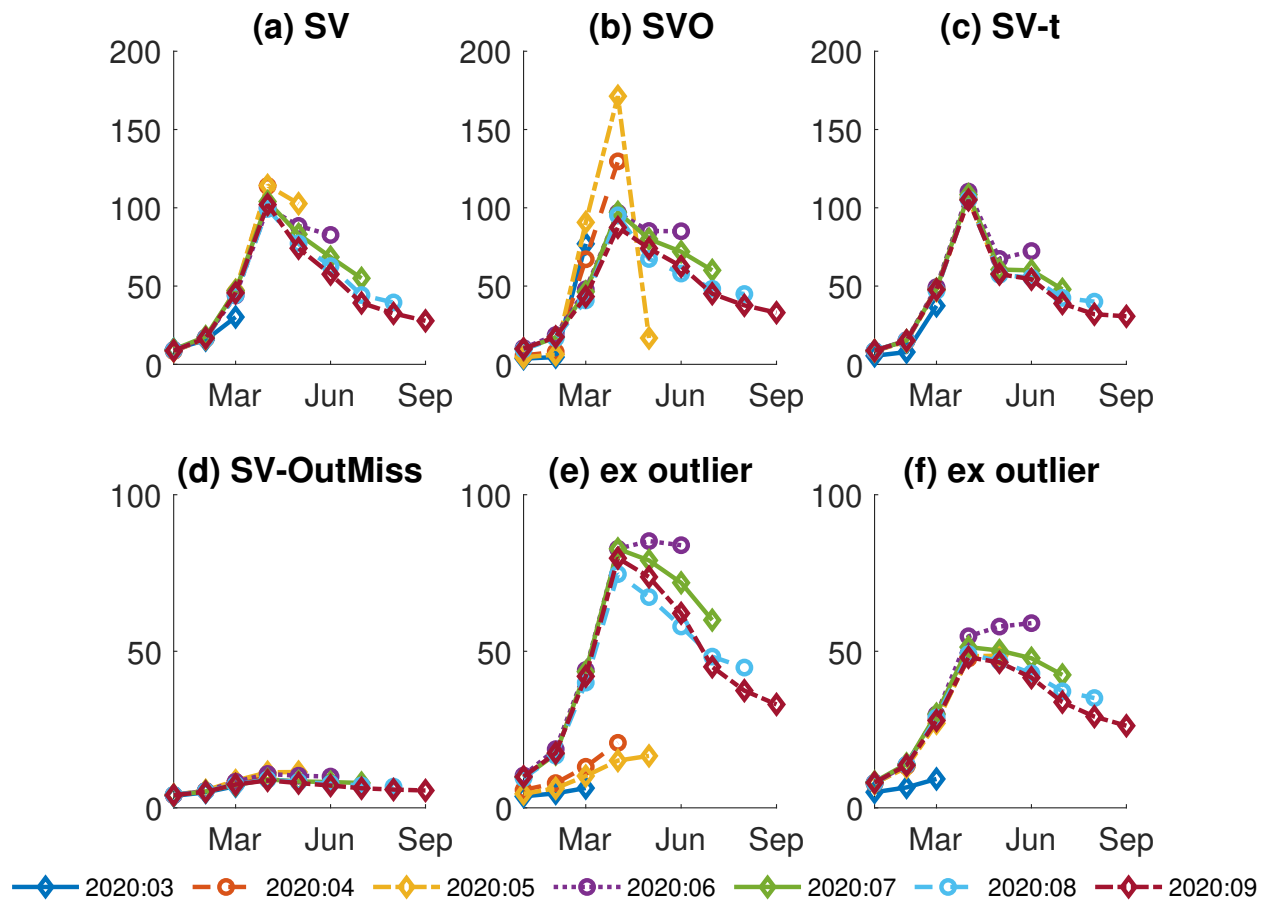 (a) SV (b) SVO (c) SV-t
200 200 200
150 150 150
100 100 100
50 50 50
0 0 0
Mar Jun Sep Mar Jun Sep Mar Jun Sep
(d) SV-OutMiss (e) ex outlier (f) ex outlier
100 100 100
50 50 50
0 0 0
Mar Jun Sep Mar Jun Sep Mar Jun Sep
2020:03 2020:04 2020:05 2020:06 2020:07 2020:08 2020:09